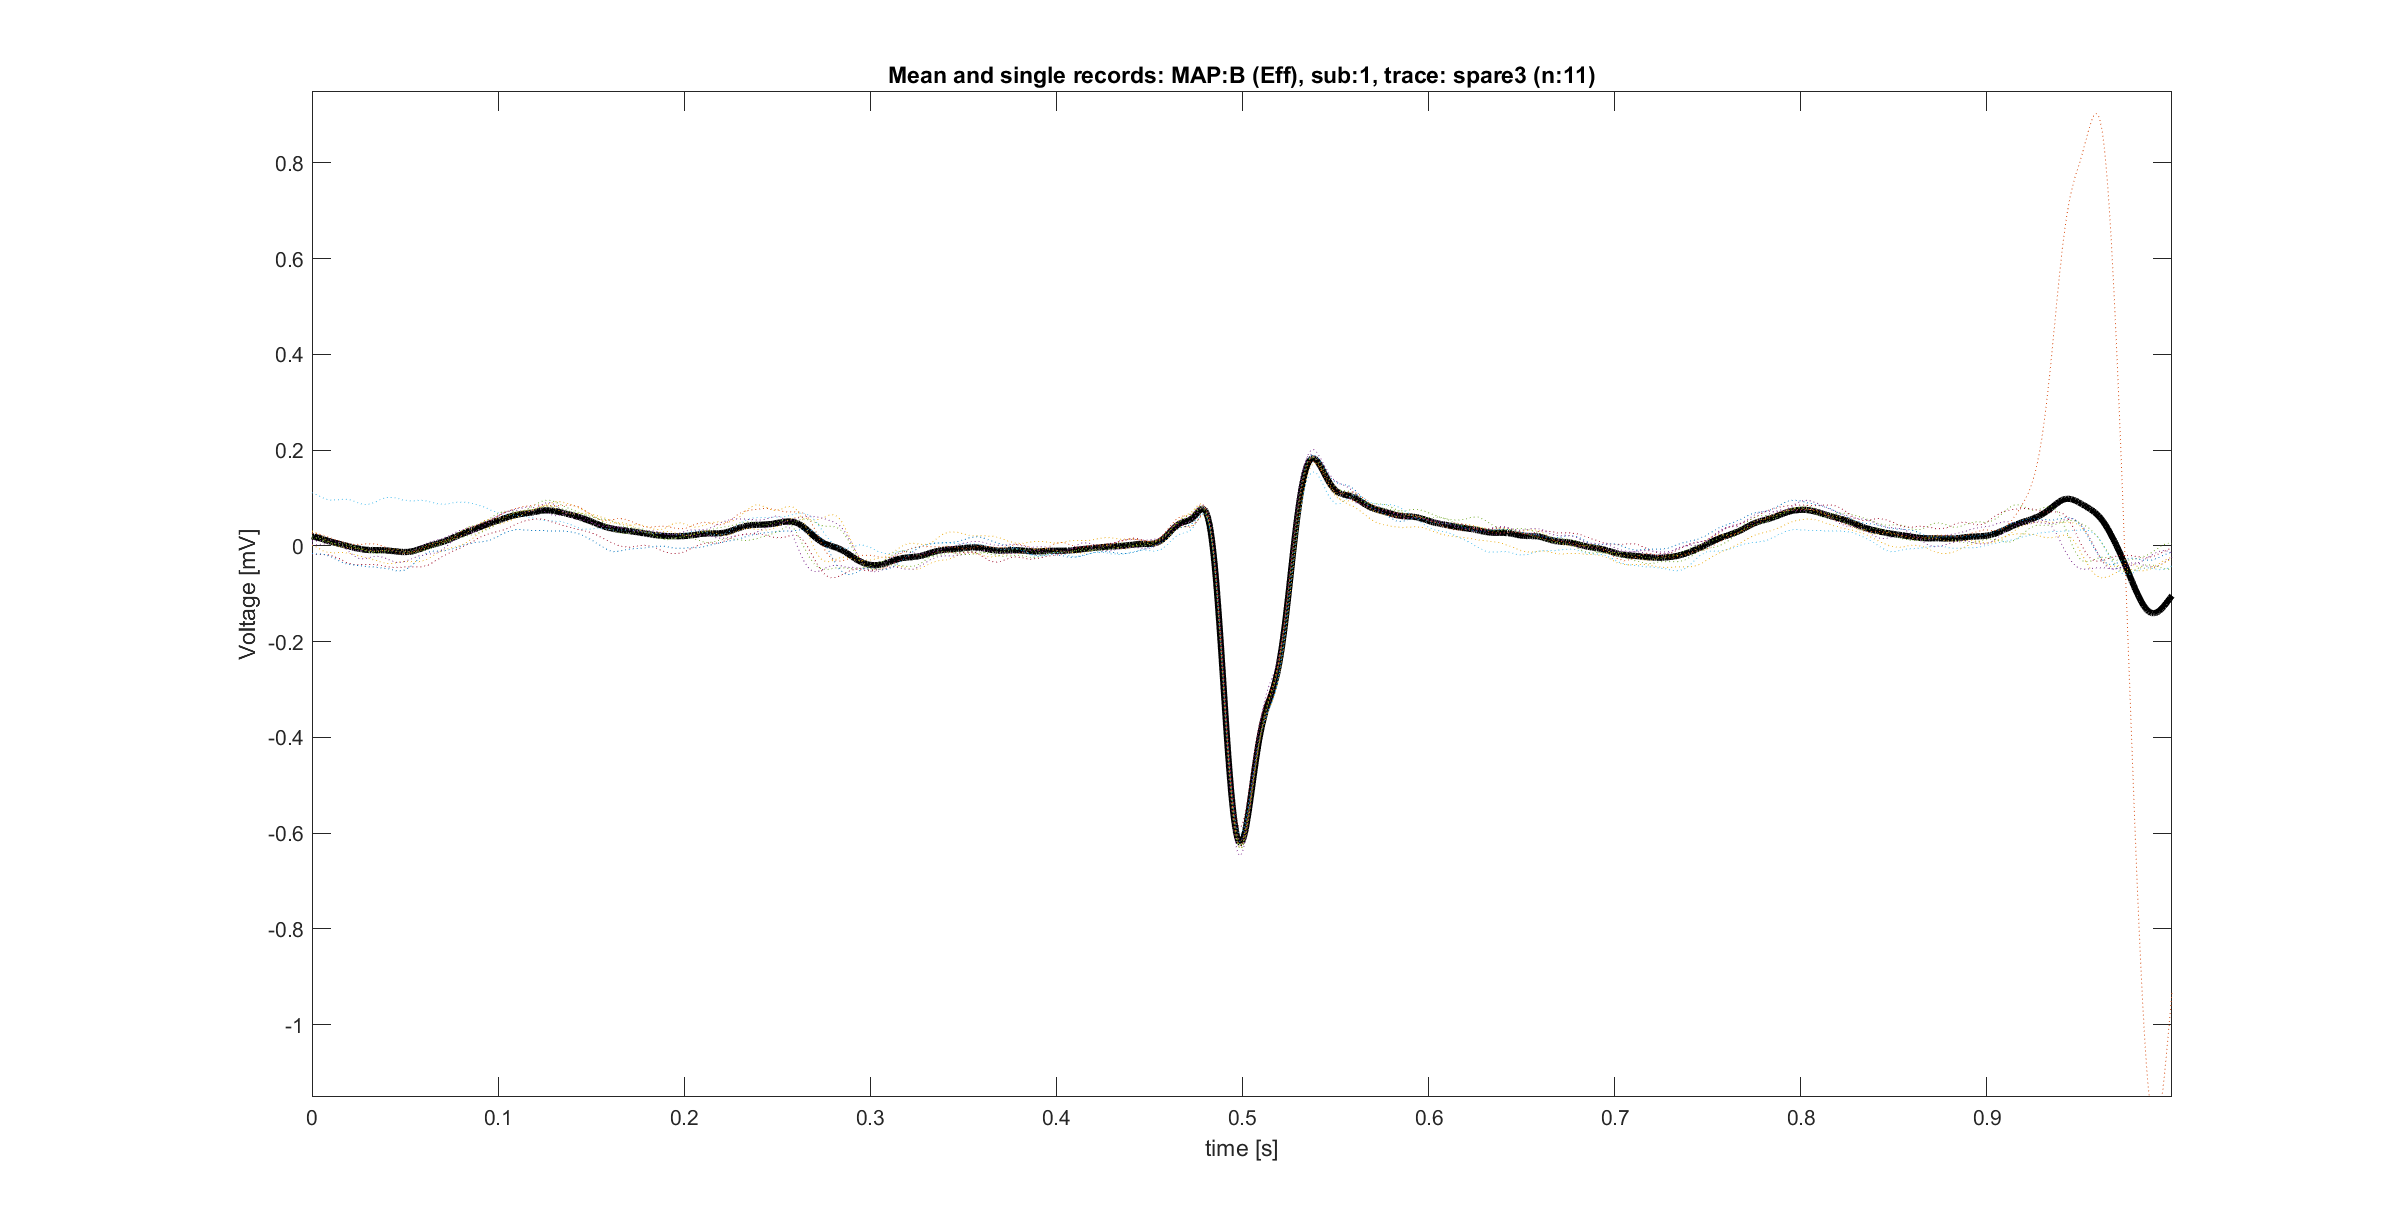 Mean and single records: MAP:B (Eff), sub:1, trace: spare3 (n:11)
Voltage [mV]
0.8
0.6
0.4
0.2
0
-0.2
-0.4
-0.6
-0.8
-1
0 0.1 0.2 0.3 0.4 0.5 0.6 0.7 0.8 0.9
time [s]